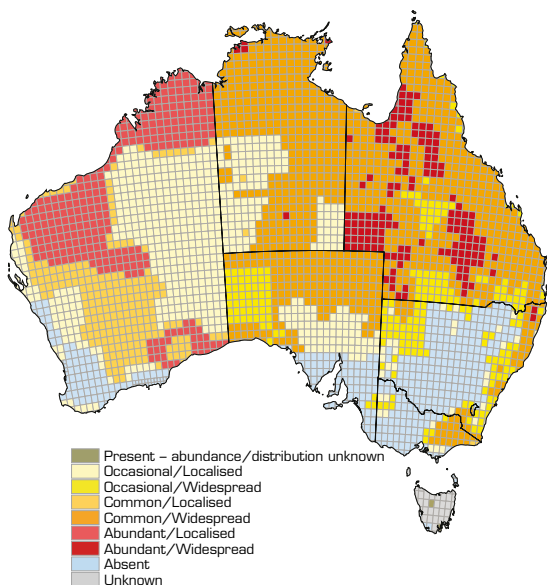 Present – abundance/distribution unknown
Occasional/Localised
Occasional/Widespread
Common/Localised
Common/Widespread
Abundant/Localised
Abundant/Widespread
Absent
Unknown